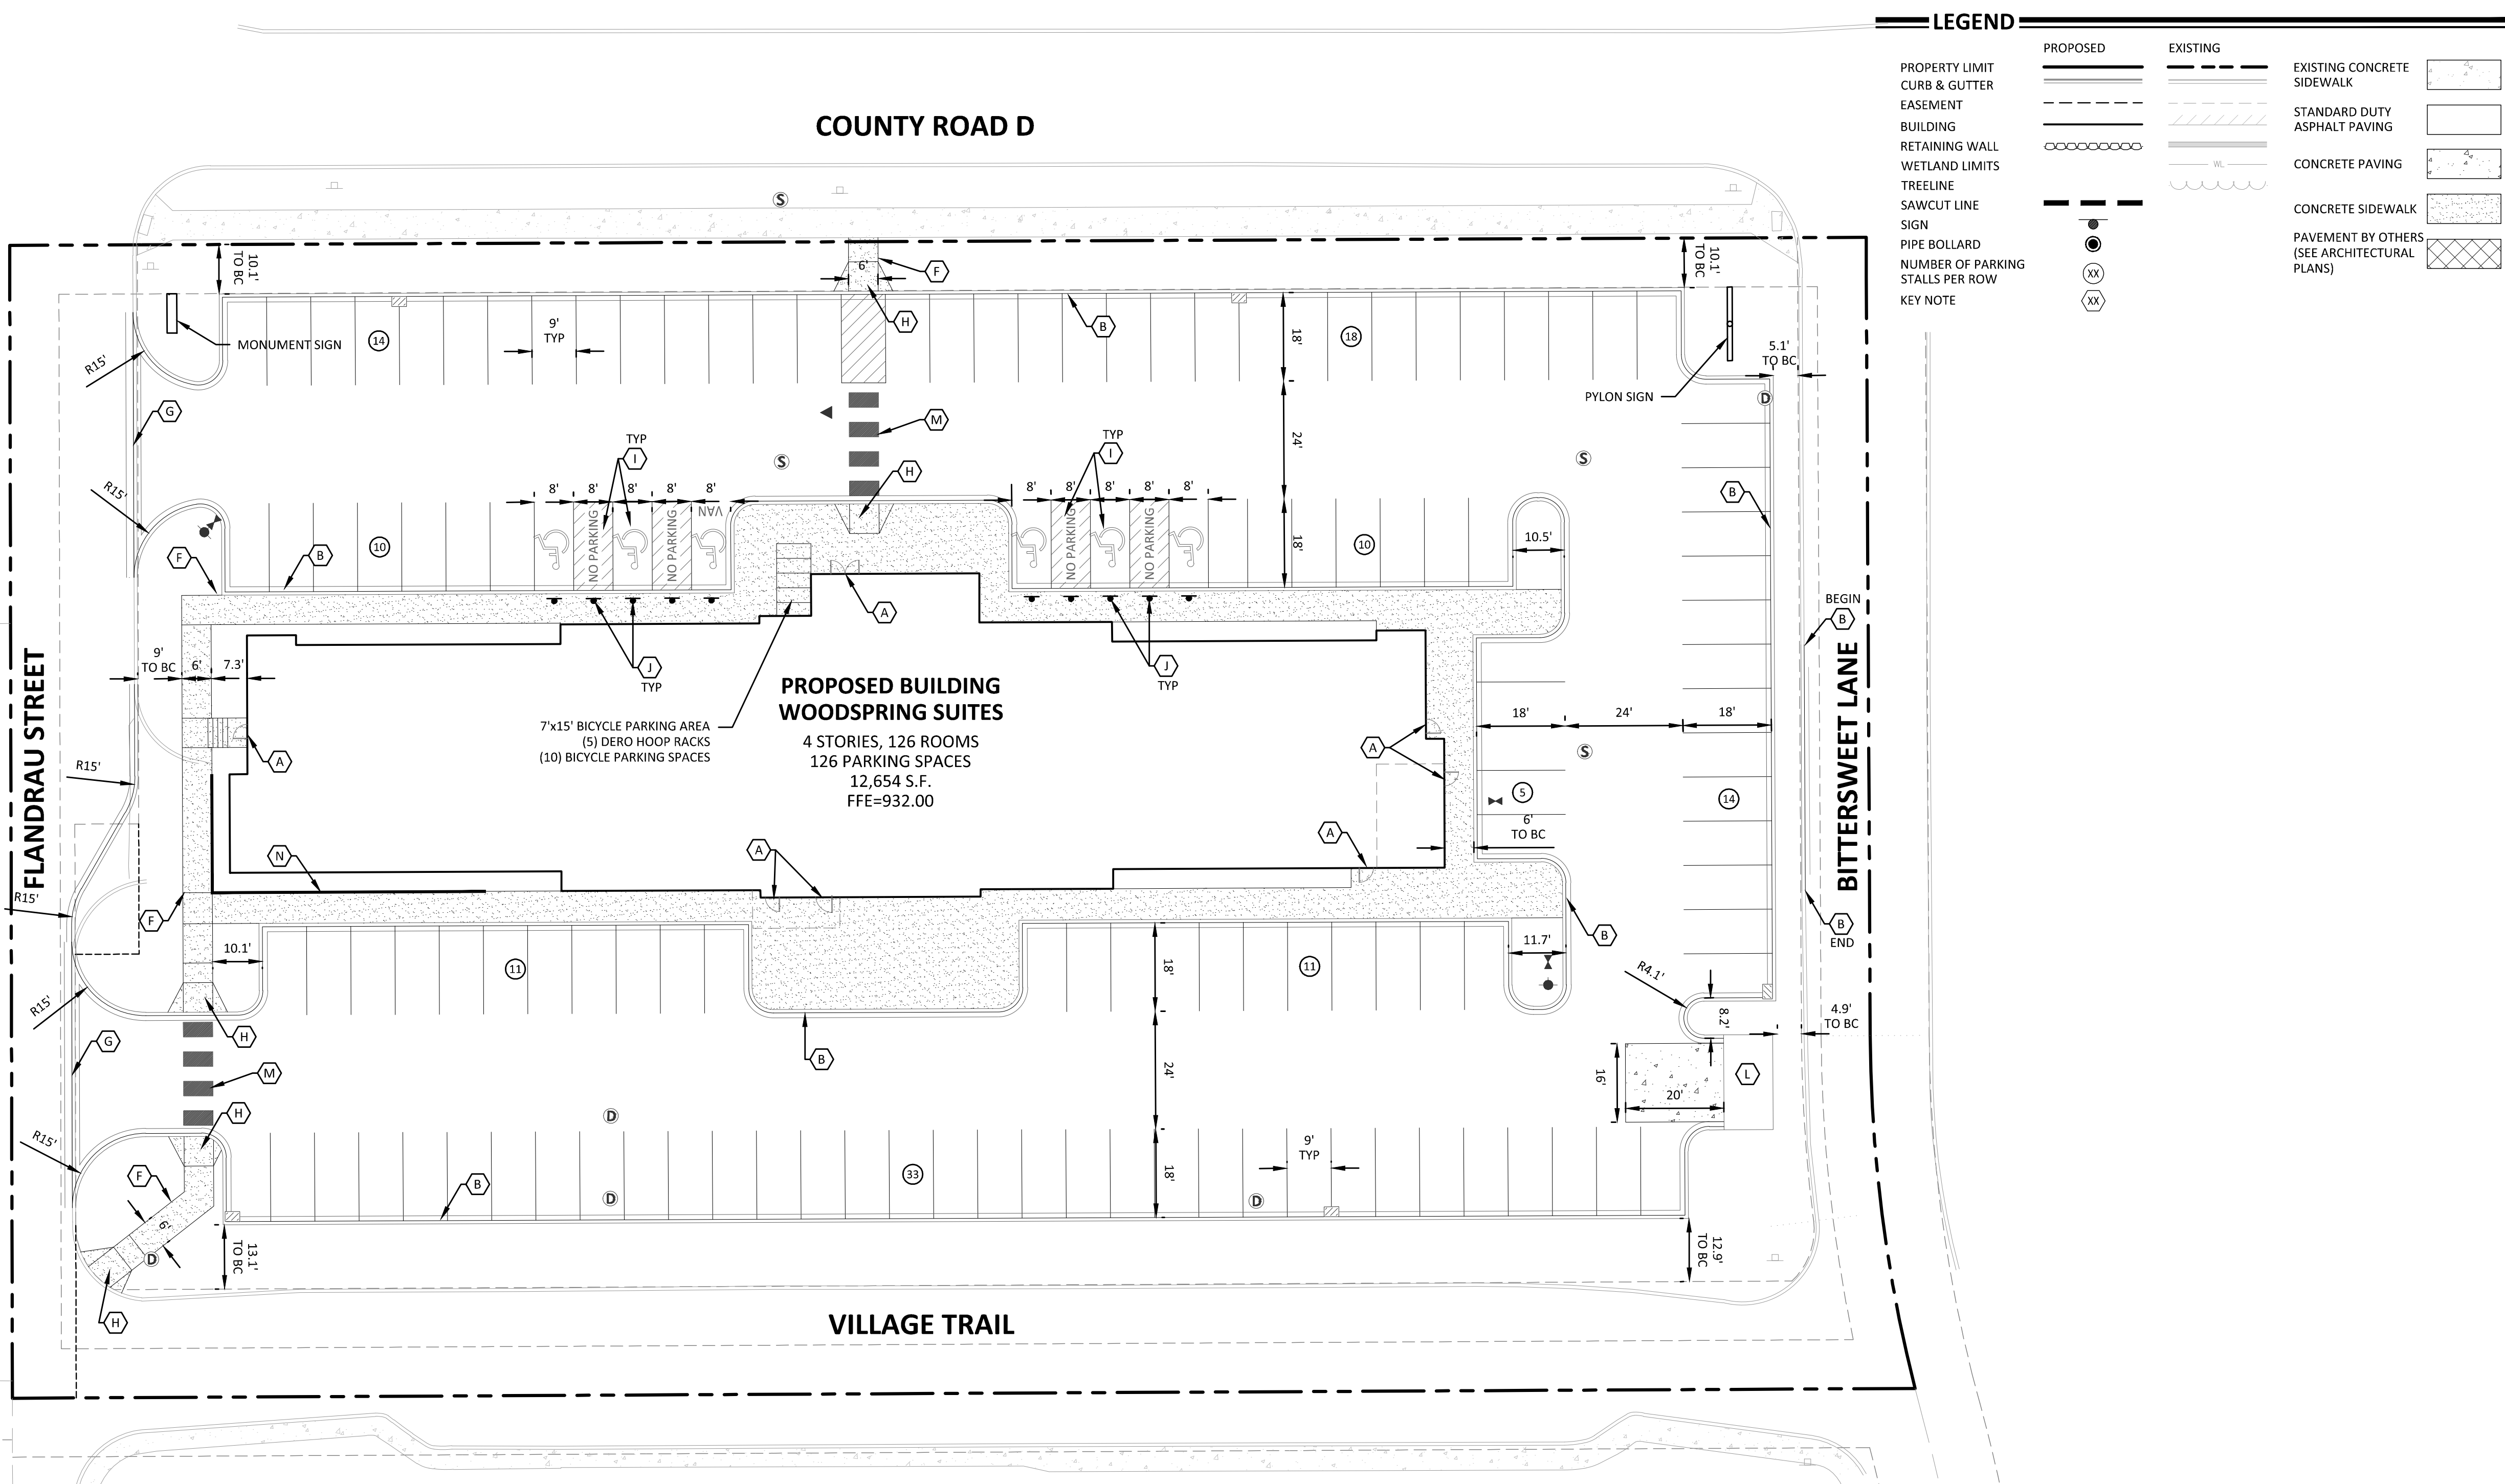 LEGEND
PROPOSED
EXISTING
PROPERTY LIMIT
CURB & GUTTER
EASEMENT
BUILDING
RETAINING WALL
WETLAND LIMITS
TREELINE
SAWCUT LINE
SIGN
PIPE BOLLARD
NUMBER OF PARKING
STALLS PER ROW
KEY NOTE
XX
XX
WL
EXISTING CONCRETE
SIDEWALK
STANDARD DUTY
ASPHALT PAVING
CONCRETE PAVING
CONCRETE SIDEWALK
PAVEMENT BY OTHERS
(SEE ARCHITECTURAL
PLANS)
COUNTY ROAD D
S
10.1'
TO BC
6'
F
H
10.1'
TO BC
MONUMENT SIGN
14
9'
TYP
B
18'
18
5.1'
TO BC
R15'
PYLON SIGN
D
G
M
24'
TYP
I
S
H
TYP
I
S
R15'
8'
8'
8'
8'
8'
8'
8'
8'
8'
8'
B
NO PARKING
NO PARKING
VAN
NO PARKING
NO PARKING
F
B
10
18'
10
10.5'
A
BEGIN
B
FLANDRAU STREET
9'
TO BC
6'
7.3'
J
TYP
J
TYP
PROPOSED BUILDING
WOODSPRING SUITES
4 STORIES, 126 ROOMS
126 PARKING SPACES
12,654 S.F.
FFE=932.00
7'x15' BICYCLE PARKING AREA
(5) DERO HOOP RACKS
(10) BICYCLE PARKING SPACES
18'
24'
18'
BITTERSWEET LANE
A
A
S
R15'
5
14
6'
TO BC
A
N
A
R15'
F
B
B
END
10.1'
11
18'
11
11.7'
R4.1'
R15'
H
8.2'
4.9'
TO BC
G
B
M
24'
16'
20'
L
H
D
R15'
F
B
D
33
18'
9'
TYP
D
6'
D
13.1'
TO BC
12.9'
TO BC
H
VILLAGE TRAIL